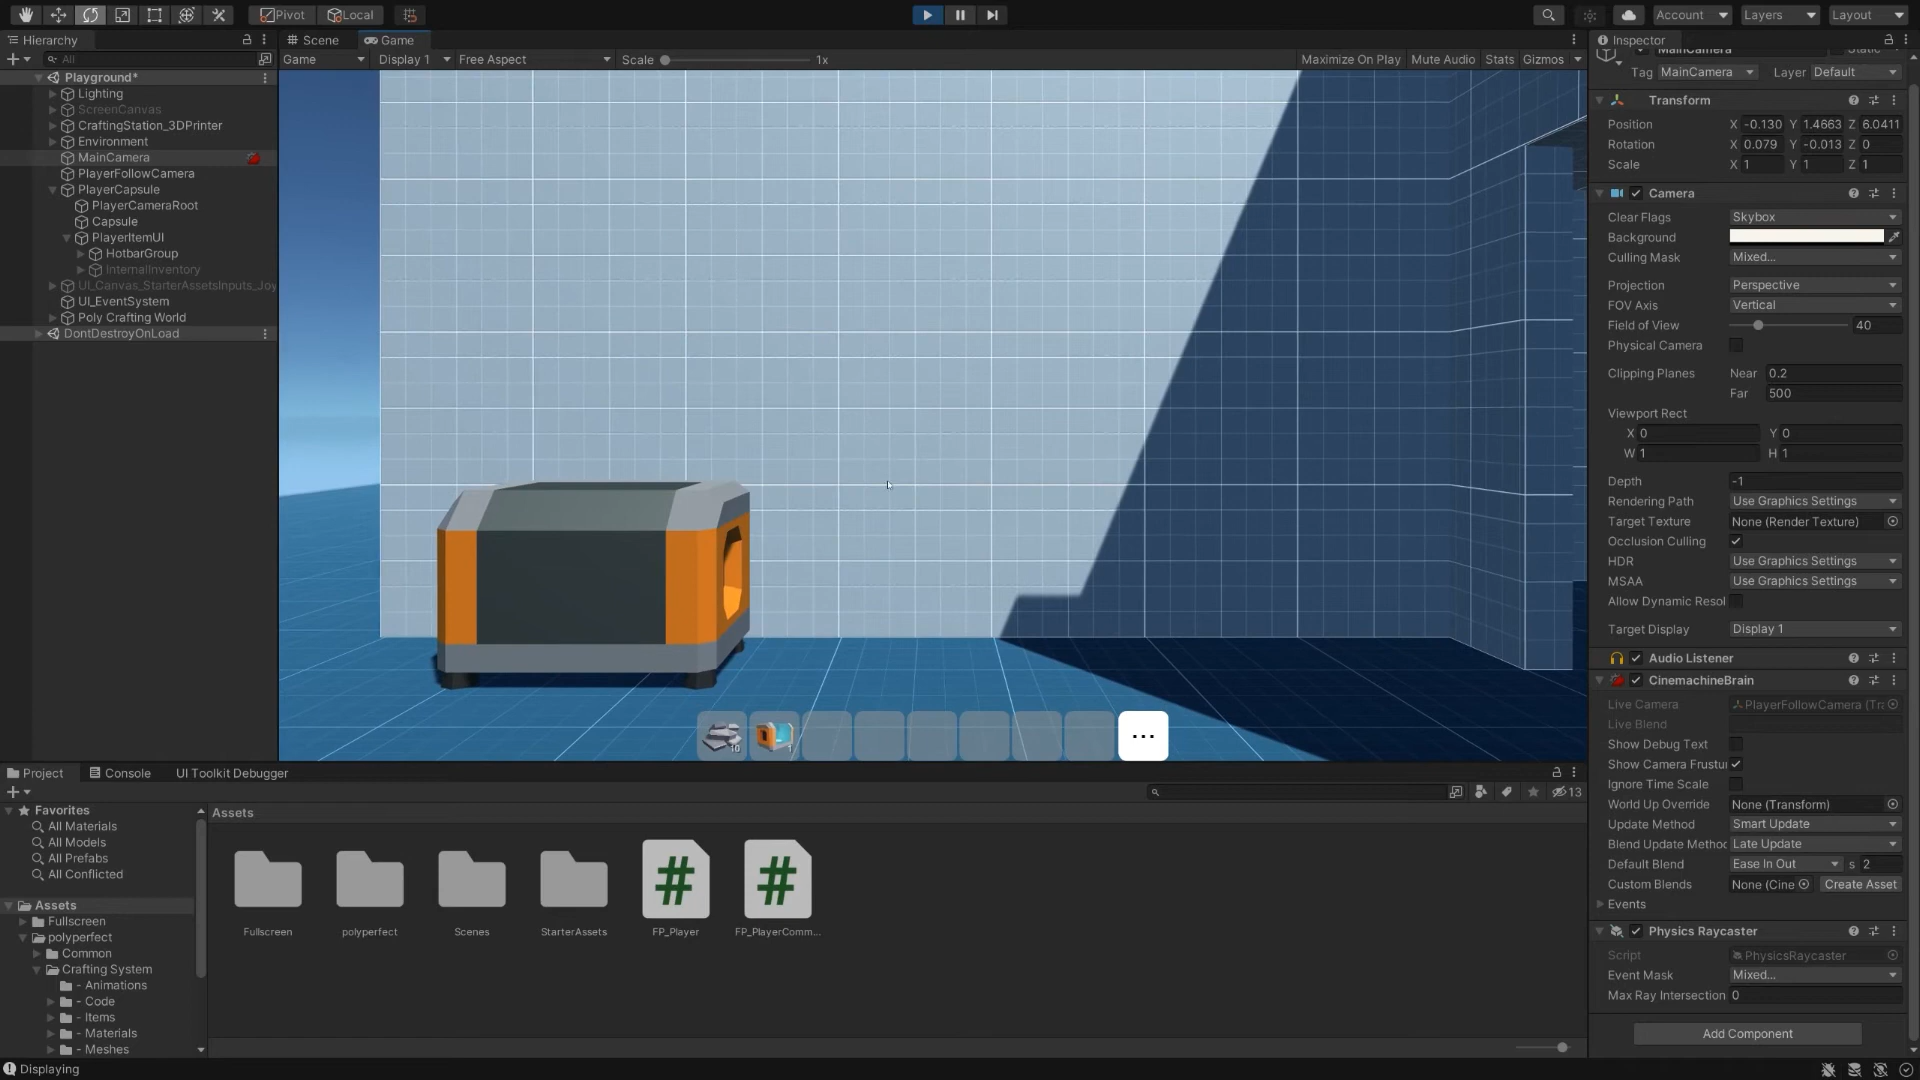 Pivot
Local
Account
Layers
Layout
Hierarchy
All
Playground*
Lighting
ScreenCanvas
CraftingStation_3DPrinter
Environment
MainCamera
PlayerFollowCamera
PlayerCapsule
PlayerCameraRoot
Capsule
PlayerItemUI
HotbarGroup
InternalInventory
UI_Canvas_StarterAssetsInputs_Joy
UI_EventSystem
Poly Crafting World
DontDestroyOnLoad
Scene
Game
Game
Display 1
Free Aspect
Scale
1x
Maximize On Play
Mute Audio
Stats
Gizmos
10
1
...
Inspector
MainCamera
Static
Tag MainCamera
Layer Default
Transform
Position X -0.130 Y 1.4663 Z 6.0411
Rotation X 0.079 Y -0.013 Z 0
Scale X 1 Y 1 Z 1
Camera
Clear Flags Skybox
Background
Culling Mask Mixed...
Projection Perspective
FOV Axis Vertical
Field of View 40
Physical Camera
Clipping Planes Near 0.2
Far 500
Viewport Rect
X 0 Y 0
W 1 H 1
Depth -1
Rendering Path Use Graphics Settings
Target Texture None (Render Texture)
Occlusion Culling
HDR Use Graphics Settings
MSAA Use Graphics Settings
Allow Dynamic Resol
Target Display Display 1
Audio Listener
CinemachineBrain
Live Camera PlayerFollowCamera (Tra
Live Blend
Show Debug Text
Show Camera Frustur
Ignore Time Scale
World Up Override None (Transform)
Update Method Smart Update
Blend Update Method Late Update
Default Blend Ease In Out s 2
Custom Blends None (Cine Create Asset
Events
Physics Raycaster
Script PhysicsRaycaster
Event Mask Mixed...
Max Ray Intersection 0
Add Component
Project
Console
UI Toolkit Debugger
13
Favorites
All Materials
All Models
All Prefabs
All Conflicted
Assets
Fullscreen
polyperfect
Common
Crafting System
- Animations
- Code
- Items
- Materials
- Meshes
Assets
Fullscreen
polyperfect
Scenes
StarterAssets
FP_Player
FP_PlayerComm...
Displaying